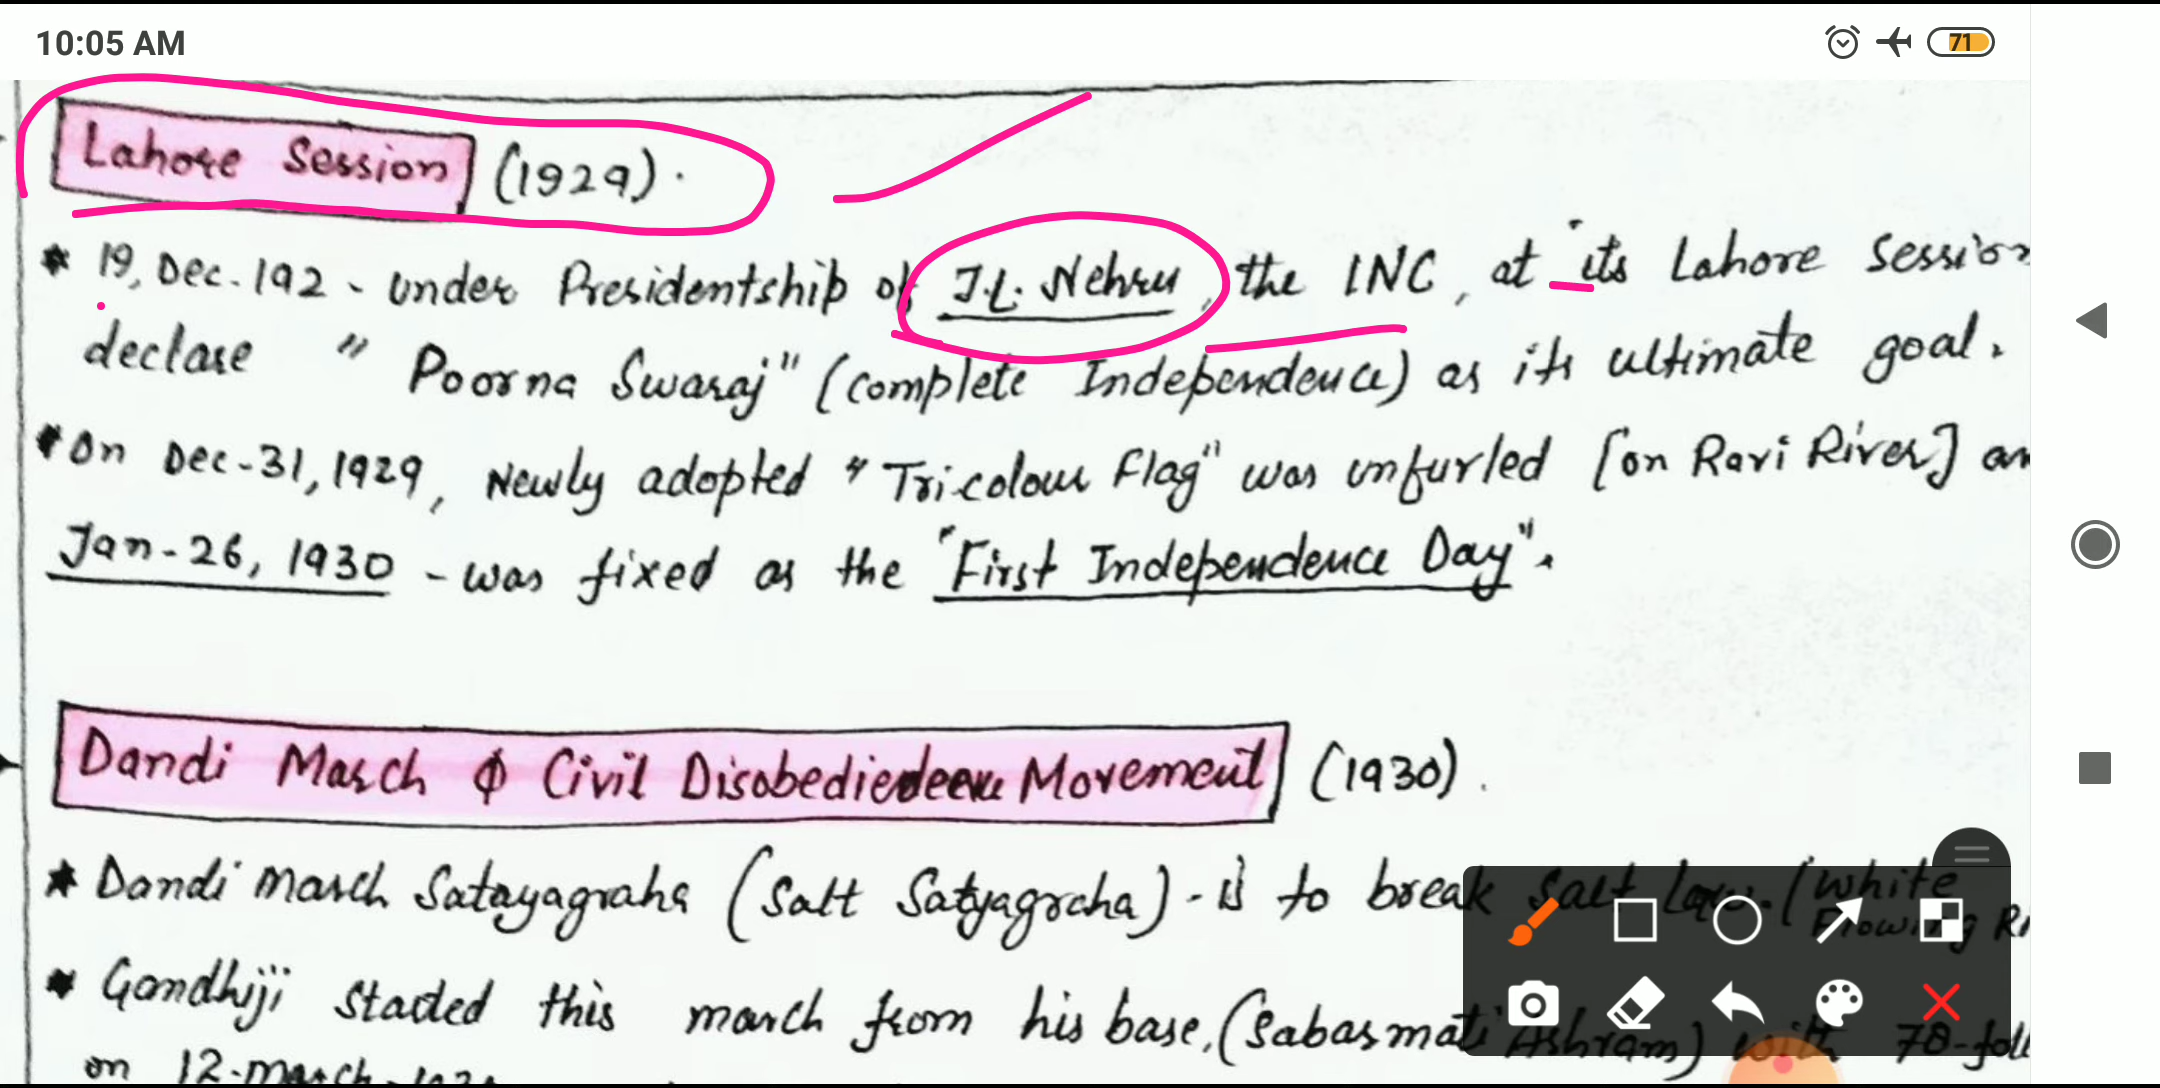 10:05 AM
71
Lahore Session (1929).
* 19, Dec. 192 - under Presidentship of J.L. Nehru, the INC, at its Lahore Session
declare "Poorna Swaraj" (complete Independence) as its ultimate goal.
* On Dec-31, 1929, Newly adopted "Tricolour Flag" was unfurled [on Ravi River] an
Jan-26, 1930 - was fixed as the "First Independence Day".
Dandi March & Civil Disobedience Movement (1930).
* Dandi march Satayagraha (Salt Satyagraha) - is to break Salt Law. (White
Flowing Ri
* Gandhiji started this march from his base, (Sabarmati Ashram) with 78-foll
on 12-March-